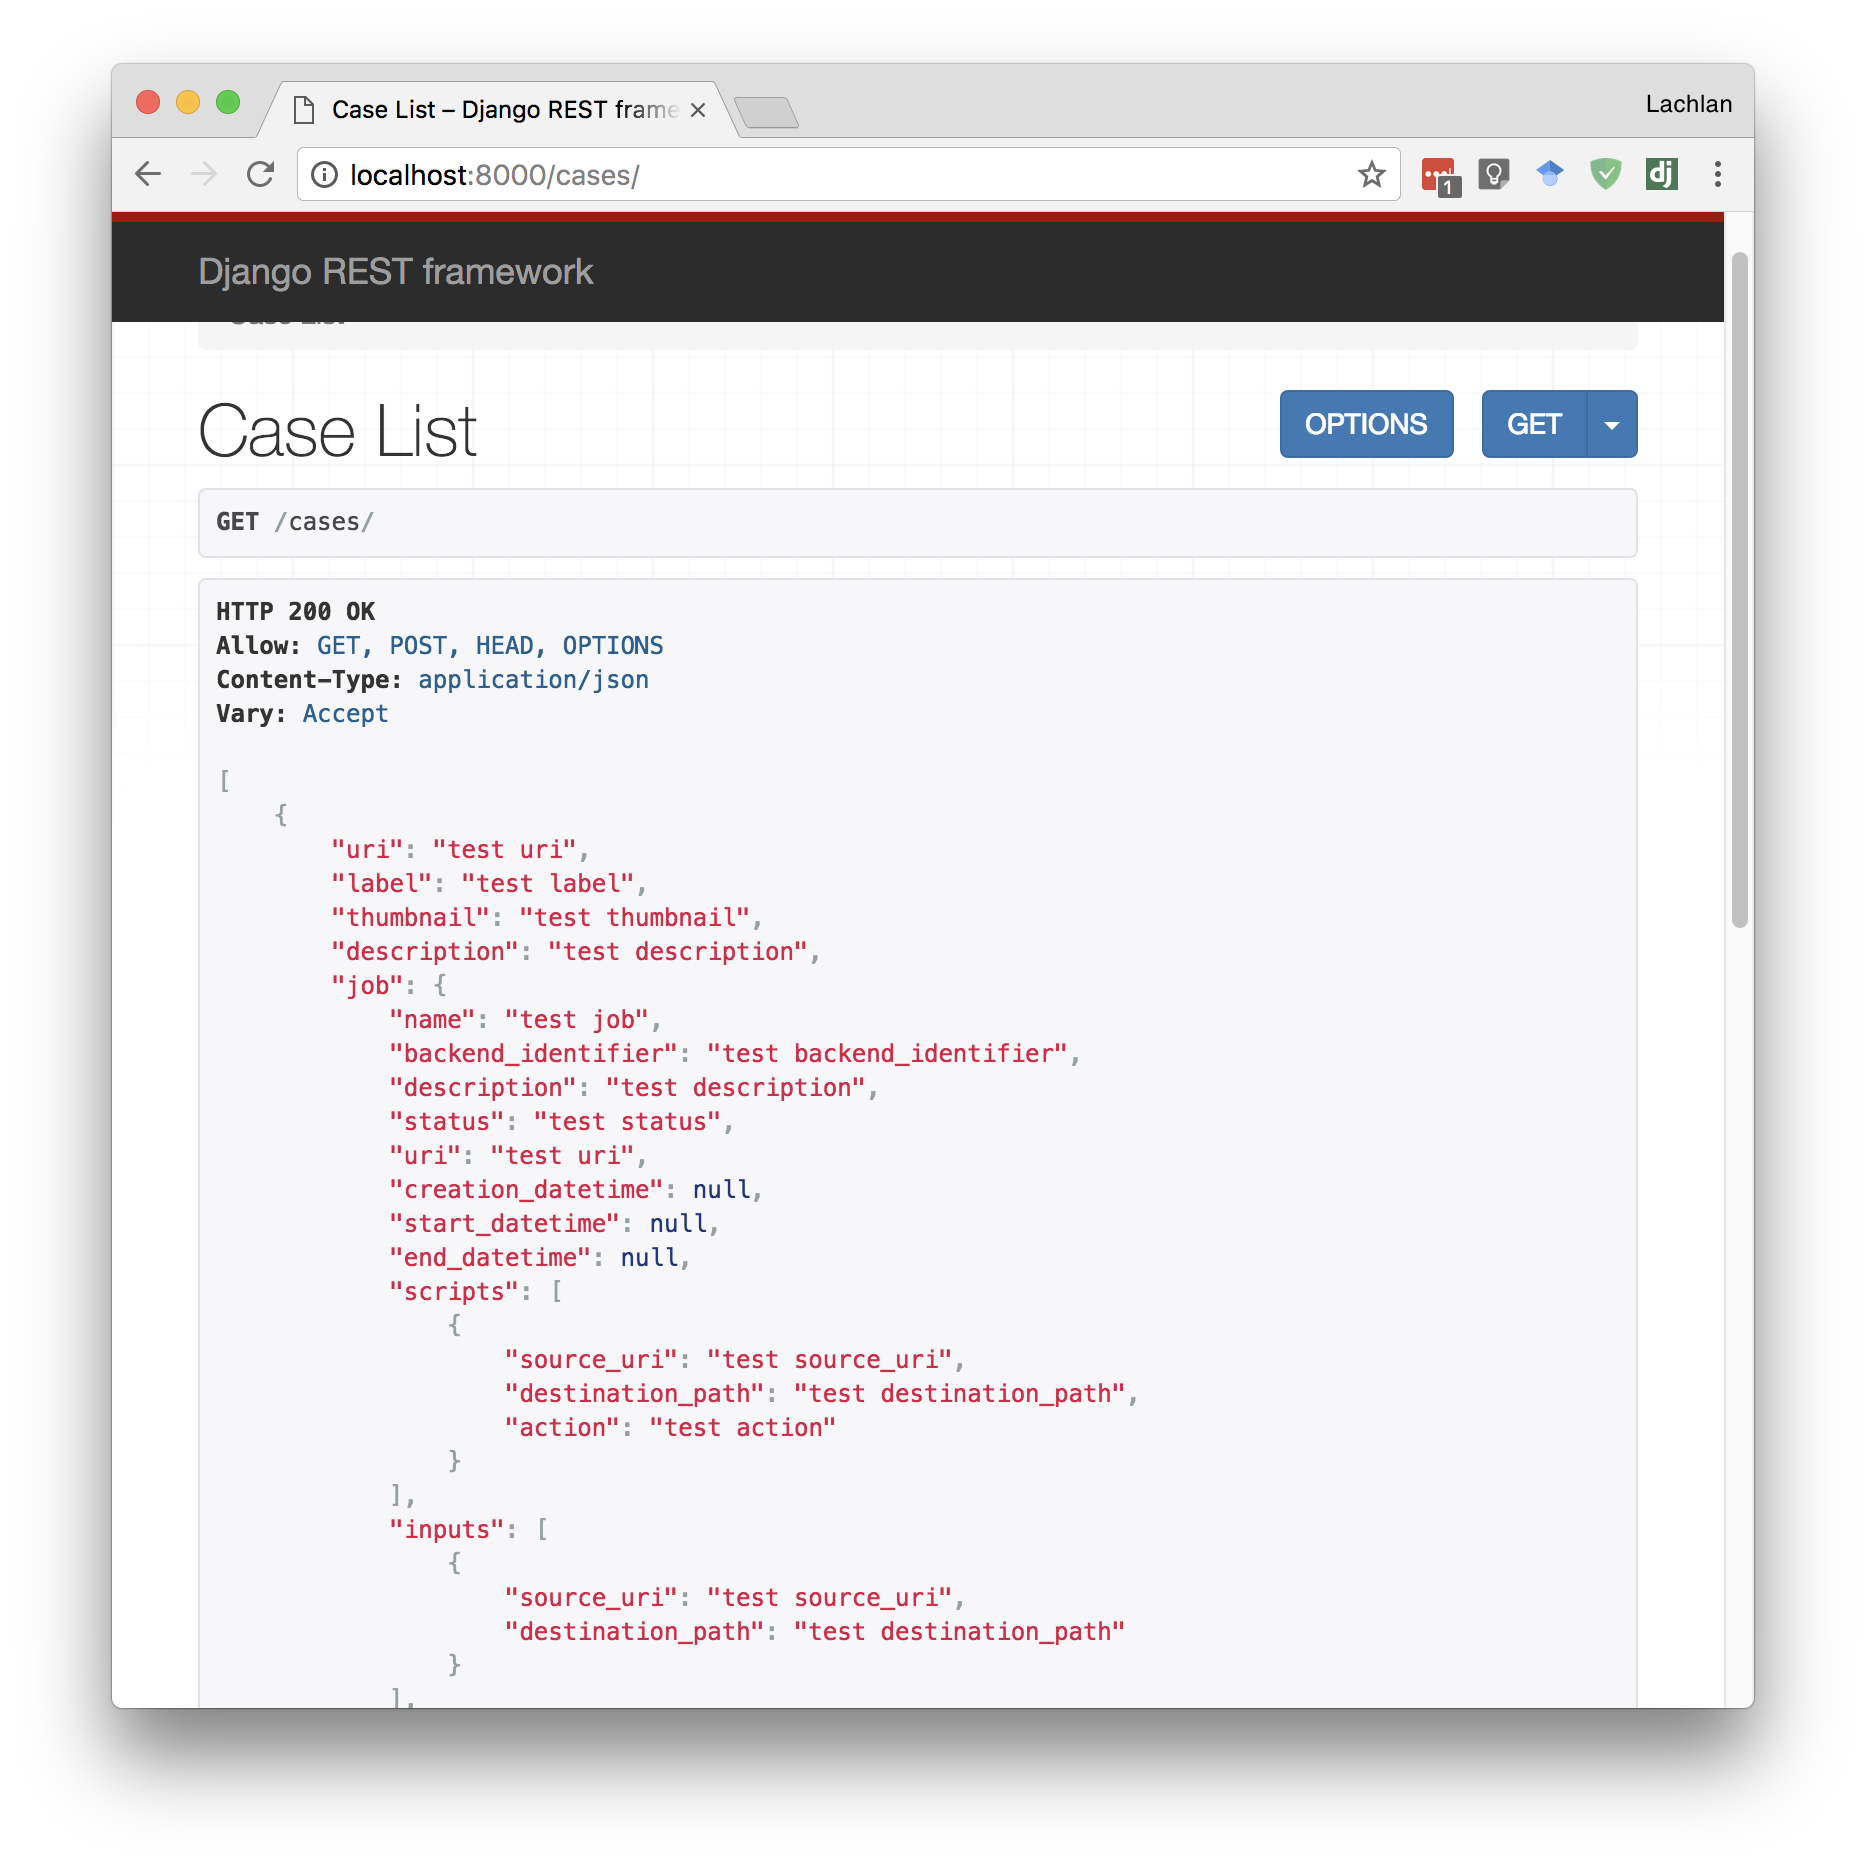 Case List – Django REST frame
Lachlan
localhost:8000/cases/
1
dj
Django REST framework
Case List
Case List
OPTIONS
GET
GET /cases/
HTTP 200 OK
Allow: GET, POST, HEAD, OPTIONS
Content-Type: application/json
Vary: Accept
[
    {
        "uri": "test uri",
        "label": "test label",
        "thumbnail": "test thumbnail",
        "description": "test description",
        "job": {
            "name": "test job",
            "backend_identifier": "test backend_identifier",
            "description": "test description",
            "status": "test status",
            "uri": "test uri",
            "creation_datetime": null,
            "start_datetime": null,
            "end_datetime": null,
            "scripts": [
                {
                    "source_uri": "test source_uri",
                    "destination_path": "test destination_path",
                    "action": "test action"
                }
            ],
            "inputs": [
                {
                    "source_uri": "test source_uri",
                    "destination_path": "test destination_path"
                }
            ],